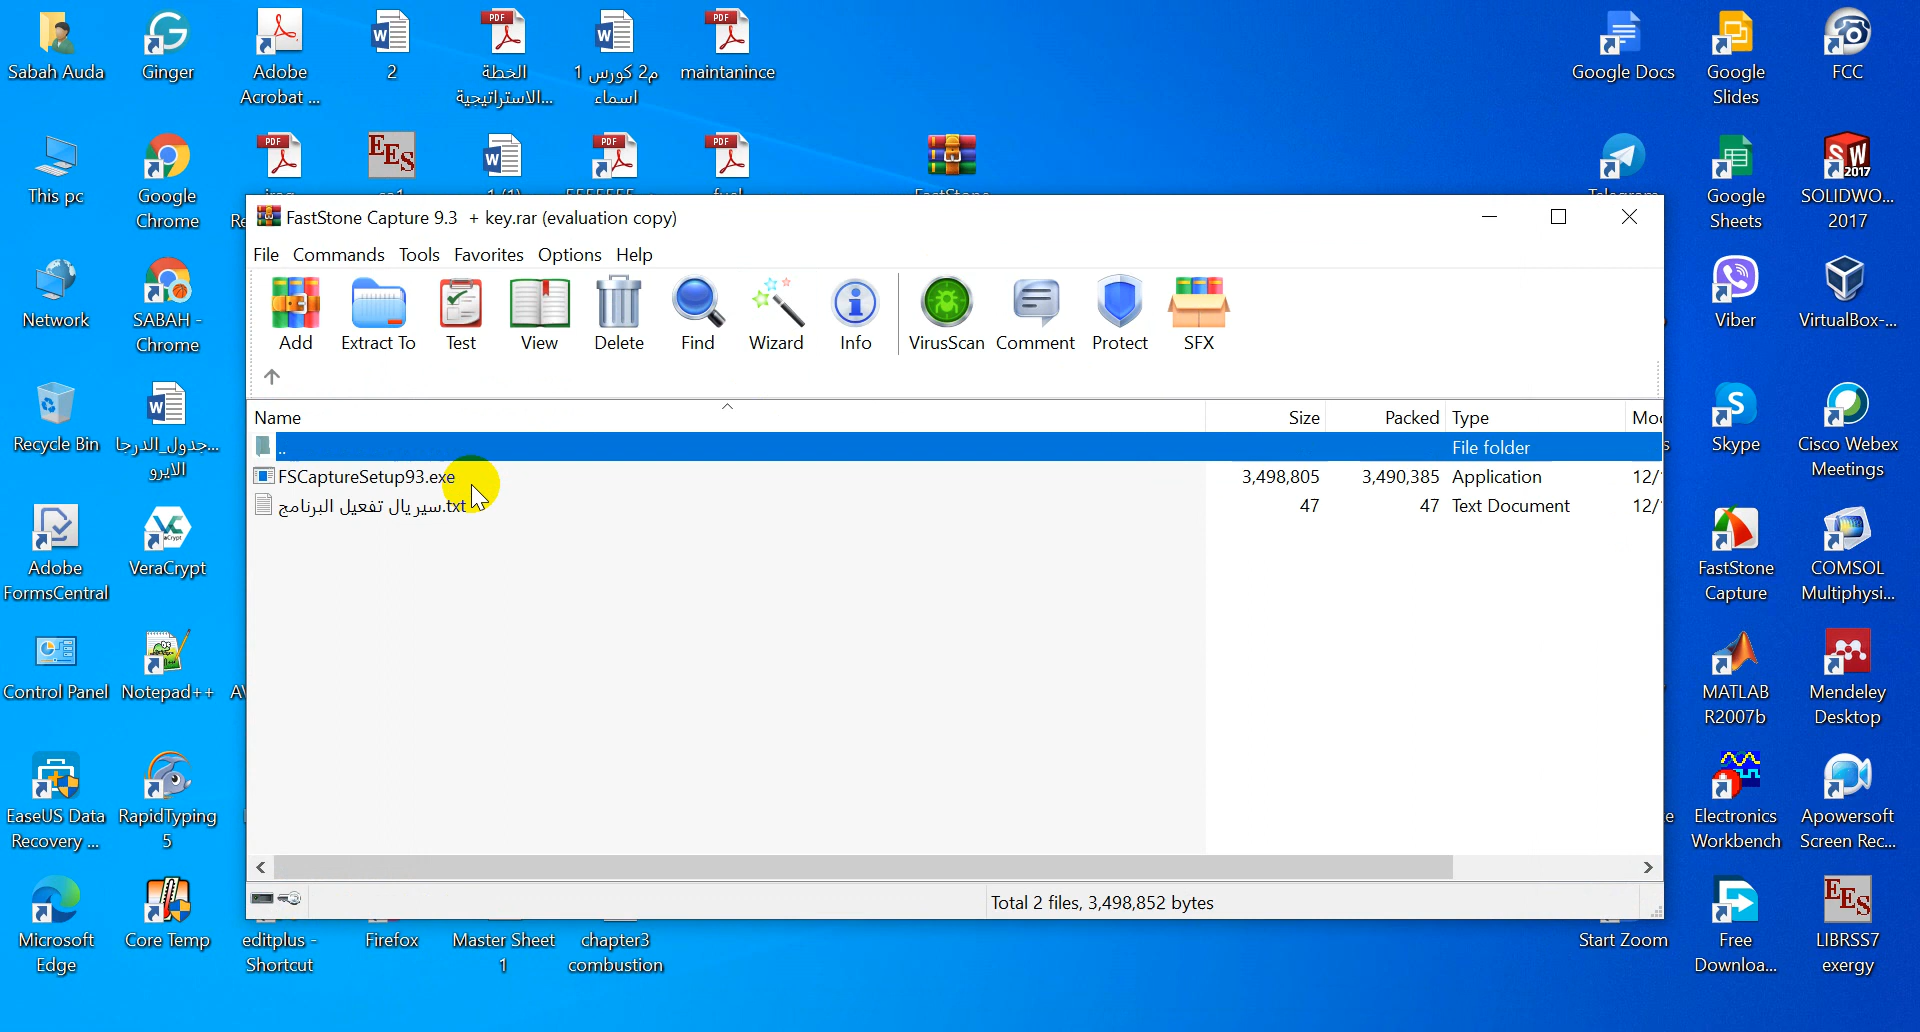 Sabah Auda
Ginger
Adobe
Acrobat ...
2
الخطة
الاستراتيجية...
م2 كورس 1
اسماء
maintanince
Google Docs
Google
Slides
FCC
This pc
Google
Chrome
Google
Sheets
SOLIDWO...
2017
FastStone Capture 9.3 + key.rar (evaluation copy)
File Commands Tools Favorites Options Help
Add
Extract To
Test
View
Delete
Find
Wizard
Info
VirusScan
Comment
Protect
SFX
Network
SABAH -
Chrome
Viber
VirtualBox-...
Name
Size
Packed
Type
..
File folder
FSCaptureSetup93.exe
3,498,805
3,490,385
Application
12/
سيريال تفعيل البرنامج.txt
47
47
Text Document
12/
Recycle Bin
جدول_الدرجا...
الايرو
Skype
Cisco Webex
Meetings
Adobe
FormsCentral
VeraCrypt
FastStone
Capture
COMSOL
Multiphysi...
Control Panel
Notepad++
MATLAB
R2007b
Mendeley
Desktop
EaseUS Data
Recovery ...
RapidTyping
5
Electronics
Workbench
Apowersoft
Screen Rec...
Total 2 files, 3,498,852 bytes
Microsoft
Edge
Core Temp
editplus -
Shortcut
Firefox
Master Sheet
1
chapter3
combustion
Start Zoom
Free
Downloa...
LIBRSS7
exergy